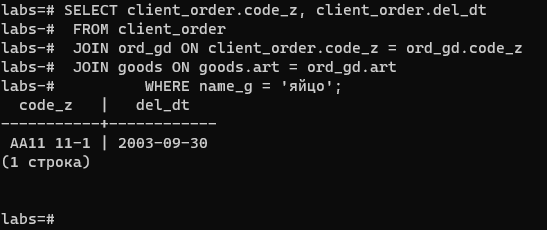 labs=# SELECT client_order.code_z, client_order.del_dt
labs-#  FROM client_order
labs-#  JOIN ord_gd ON client_order.code_z = ord_gd.code_z
labs-#  JOIN goods ON goods.art = ord_gd.art
labs-#          WHERE name_g = 'яйцо';
  code_z   |   del_dt
-----------+------------
 AA11 11-1 | 2003-09-30
(1 строка)
labs=#